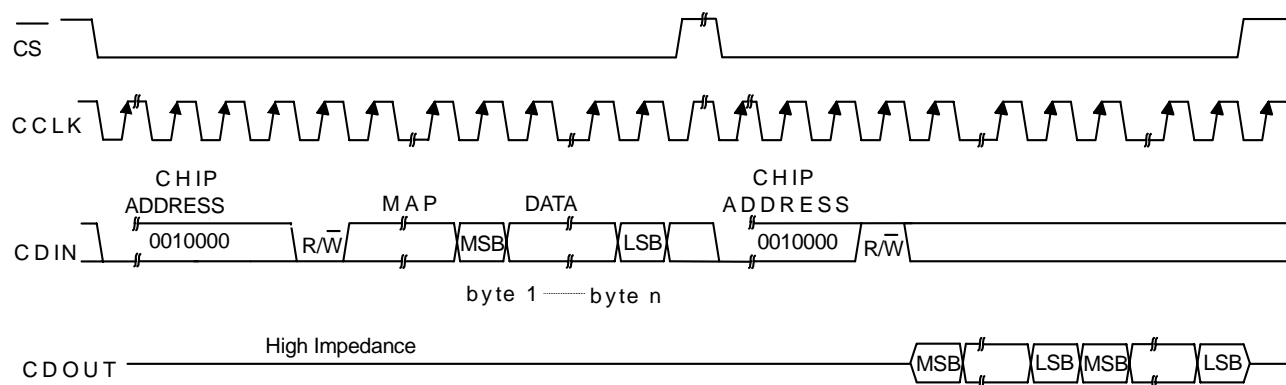 CS
CCLK
CHIP
ADDRESS
MAP
DATA
CHIP
ADDRESS
CDIN
0010000
R/W
MSB
LSB
0010000
R/W
byte 1
byte n
High Impedance
CDOUT
MSB
LSB
MSB
LSB